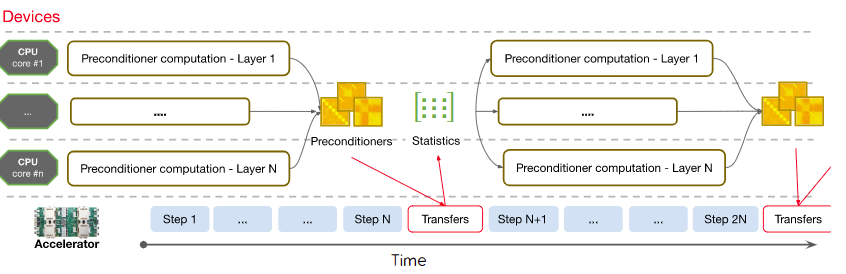 Devices
CPU
core #1
Preconditioner computation - Layer 1
Preconditioner computation - Layer 1
...
....
....
Preconditioners
Statistics
CPU
core #n
Preconditioner computation - Layer N
Preconditioner computation - Layer N
Accelerator
Step 1
...
...
Step N
Transfers
Step N+1
...
...
Step 2N
Transfers
Time